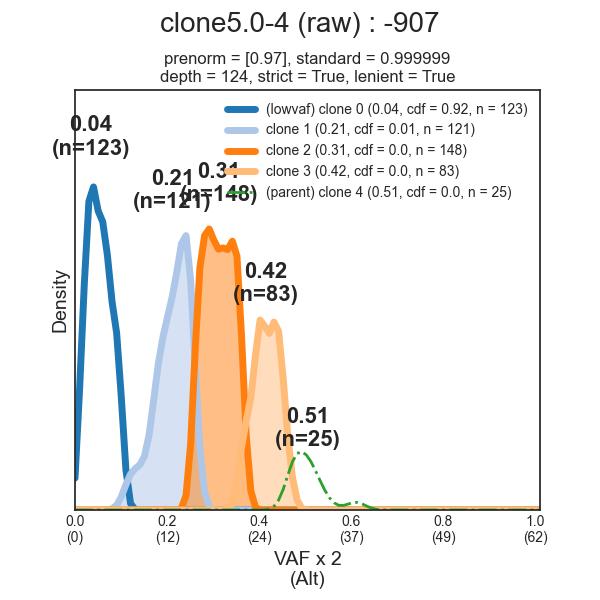 clone5.0-4 (raw) : -907
prenorm = [0.97], standard = 0.999999
depth = 124, strict = True, lenient = True
(lowvaf) clone 0 (0.04, cdf = 0.92, n = 123)
clone 1 (0.21, cdf = 0.01, n = 121)
clone 2 (0.31, cdf = 0.0, n = 148)
clone 3 (0.42, cdf = 0.0, n = 83)
(parent) clone 4 (0.51, cdf = 0.0, n = 25)
0.04
(n=123)
0.21
(n=121)
0.31
(n=148)
0.42
(n=83)
0.51
(n=25)
Density
0.0 0.2 0.4 0.6 0.8 1.0
(0) (12) (24) (37) (49) (62)
VAF x 2
(Alt)